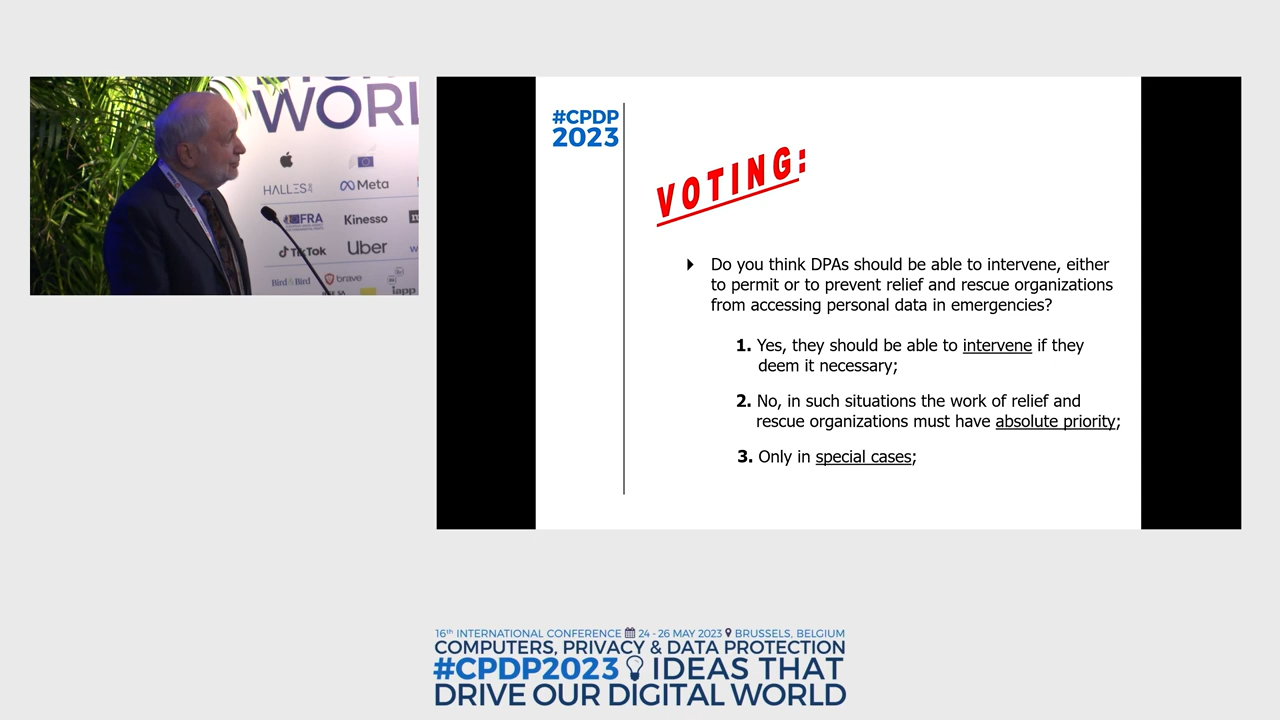 WORL
HALLES
Meta
FRA
Kinesso
TikTok
Uber
Bird & Bird
brave
iapp
#CPDP
2023
VOTING:
Do you think DPAs should be able to intervene, either
to permit or to prevent relief and rescue organizations
from accessing personal data in emergencies?
1. Yes, they should be able to intervene if they
deem it necessary;
2. No, in such situations the work of relief and
rescue organizations must have absolute priority;
3. Only in special cases;
16th INTERNATIONAL CONFERENCE 24 - 26 MAY 2023 BRUSSELS, BELGIUM
COMPUTERS, PRIVACY & DATA PROTECTION
#CPDP2023 IDEAS THAT
DRIVE OUR DIGITAL WORLD